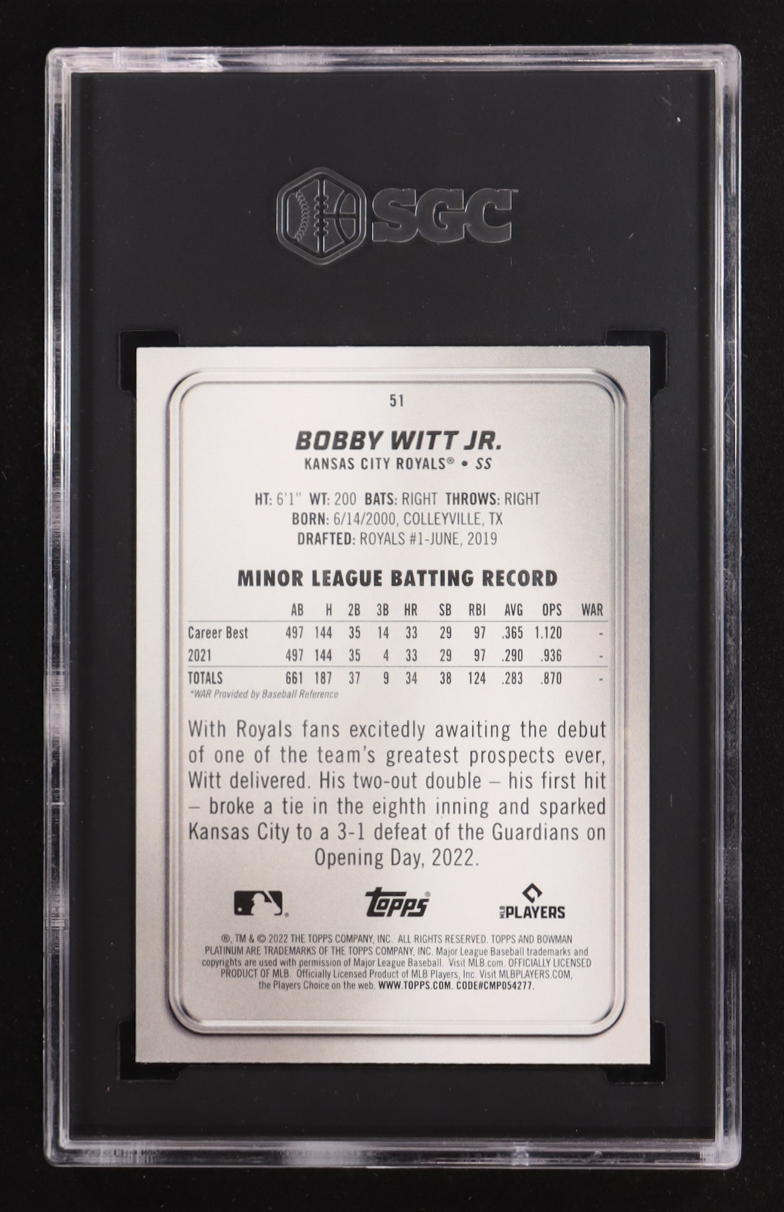 SGC
51
BOBBY WITT JR.
KANSAS CITY ROYALS® • SS
HT: 6'1" WT: 200 BATS: RIGHT THROWS: RIGHT
BORN: 6/14/2000, COLLEYVILLE, TX
DRAFTED: ROYALS #1-JUNE, 2019
MINOR LEAGUE BATTING RECORD
AB H 2B 3B HR SB RBI AVG OPS WAR
Career Best 497 144 35 14 33 29 97 .365 1.120 -
2021 497 144 35 4 33 29 97 .290 .936 -
TOTALS 661 187 37 9 34 38 124 .283 .870 -
*WAR Provided by Baseball Reference
With Royals fans excitedly awaiting the debut
of one of the team's greatest prospects ever,
Witt delivered. His two-out double – his first hit
– broke a tie in the eighth inning and sparked
Kansas City to a 3-1 defeat of the Guardians on
Opening Day, 2022.
Topps® MLB PLAYERS
®, TM & © 2022 THE TOPPS COMPANY, INC. ALL RIGHTS RESERVED. TOPPS AND BOWMAN
PLATINUM ARE TRADEMARKS OF THE TOPPS COMPANY, INC. Major League Baseball trademarks and
copyrights are used with permission of Major League Baseball. Visit MLB.com. OFFICIALLY LICENSED
PRODUCT OF MLB. Officially Licensed Product of MLB Players, Inc. Visit MLBPLAYERS.COM,
the Players Choice on the web. WWW.TOPPS.COM. CODE#CMP054277.